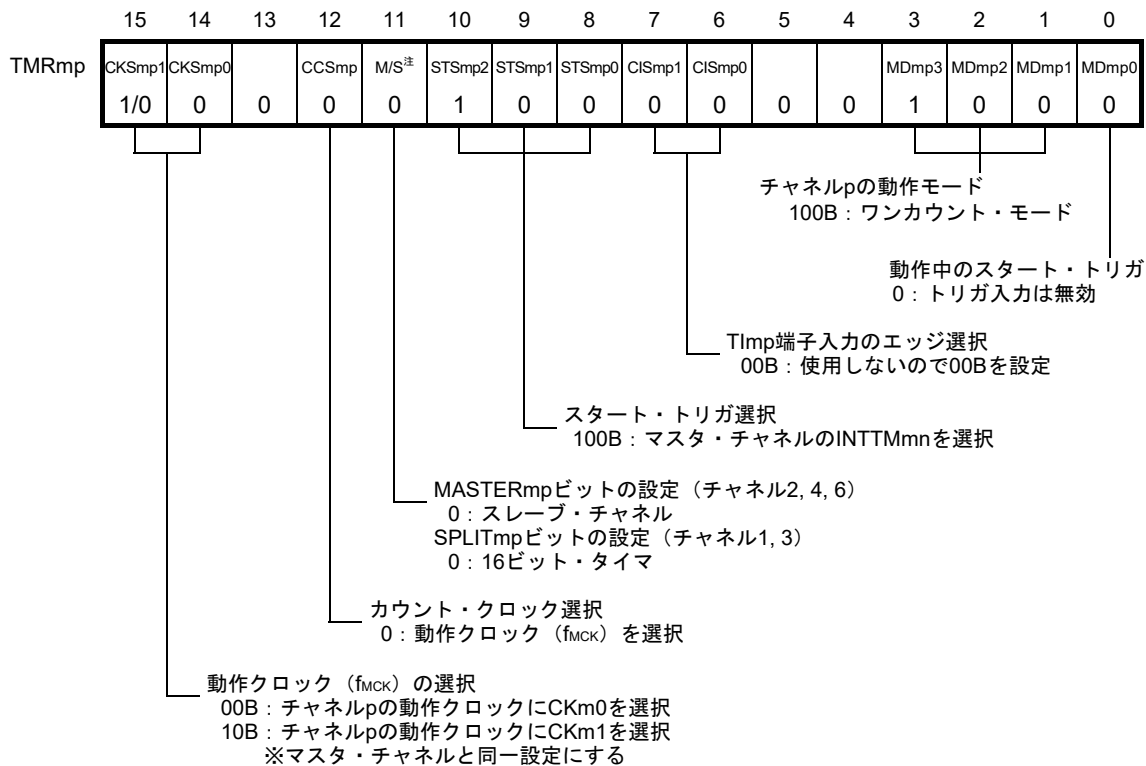 15 14 13 12 11 10 9 8 7 6 5 4 3 2 1 0
TMRmp CKSmp1 CKSmp0 CCSmp M/S注 STSmp2 STSmp1 STSmp0 CISmp1 CISmp0 MDmp3 MDmp2 MDmp1 MDmp0
1/0 0 0 0 0 1 0 0 0 0 0 0 1 0 0 0
チャネルpの動作モード
100B:ワンカウント・モード
動作中のスタート・トリガ
0:トリガ入力は無効
TImp端子入力のエッジ選択
00B:使用しないので00Bを設定
スタート・トリガ選択
100B:マスタ・チャネルのINTTMmnを選択
MASTERmpビットの設定(チャネル2, 4, 6)
0:スレーブ・チャネル
SPLITmpビットの設定(チャネル1, 3)
0:16ビット・タイマ
カウント・クロック選択
0:動作クロック(fMCK)を選択
動作クロック(fMCK)の選択
00B:チャネルpの動作クロックにCKm0を選択
10B:チャネルpの動作クロックにCKm1を選択
※マスタ・チャネルと同一設定にする